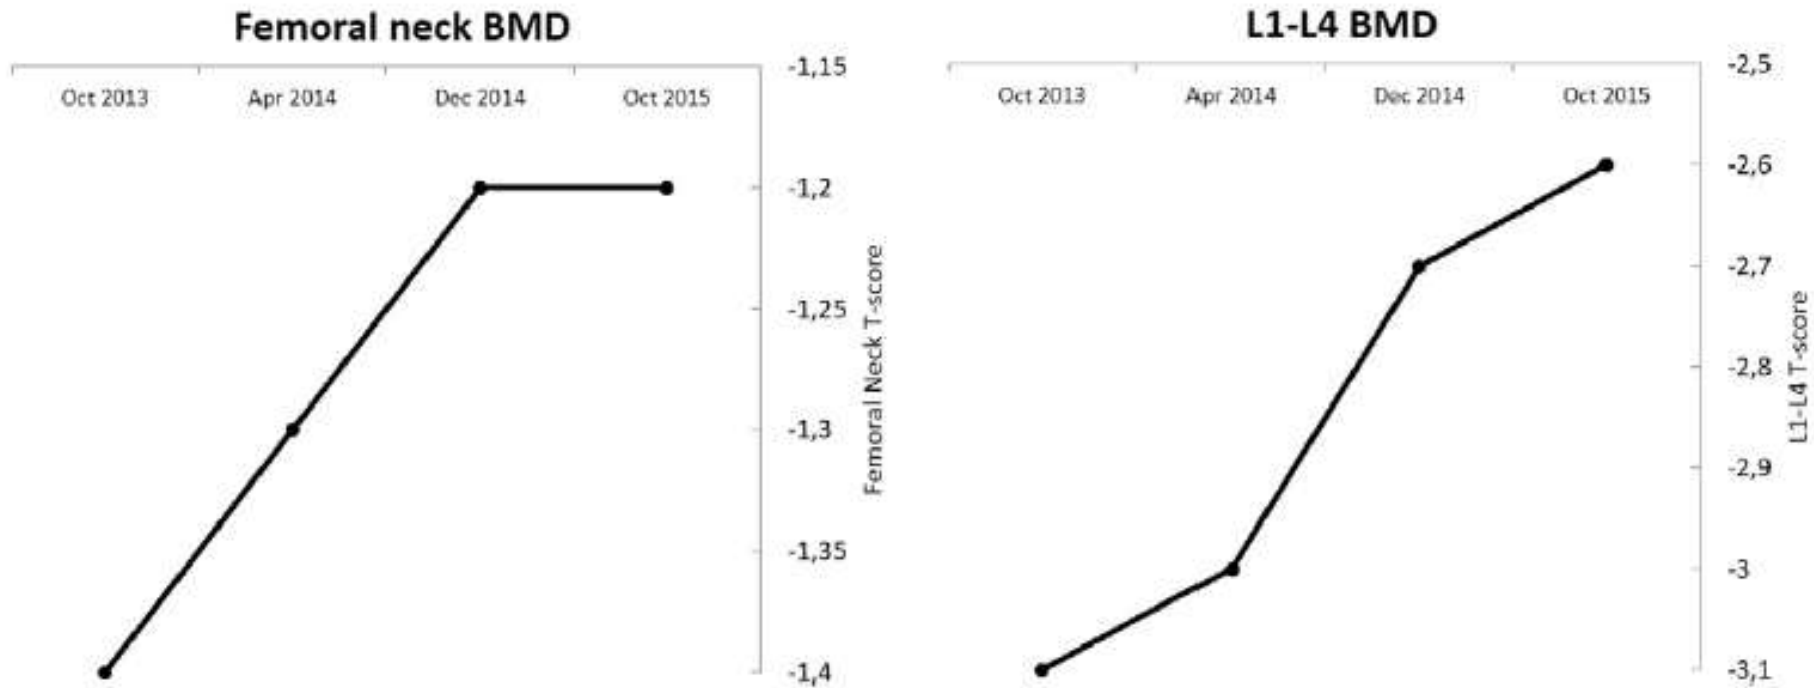 Femoral neck BMD
Oct 2013 Apr 2014 Dec 2014 Oct 2015
-1,15
-1,2
-1,25
-1,3
-1,35
-1,4
Femoral Neck T-score
L1-L4 BMD
Oct 2013 Apr 2014 Dec 2014 Oct 2015
-2,5
-2,6
-2,7
-2,8
-2,9
-3
-3,1
L1-L4 T-score